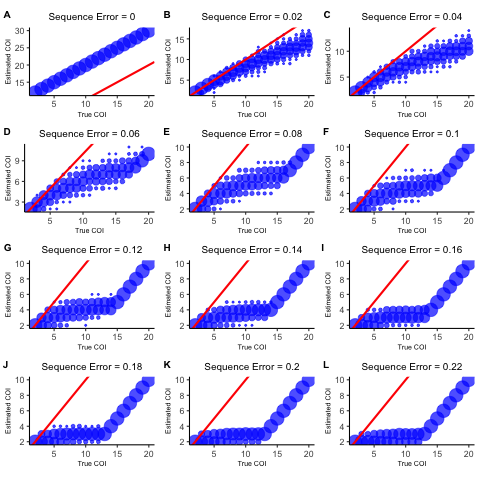 A Sequence Error = 0
Estimated COI
30
25
20
15
5 10 15 20
True COI
B Sequence Error = 0.02
Estimated COI
15
10
5
5 10 15 20
True COI
C Sequence Error = 0.04
Estimated COI
10
5
5 10 15 20
True COI
D Sequence Error = 0.06
Estimated COI
9
6
3
5 10 15 20
True COI
E Sequence Error = 0.08
Estimated COI
10
8
6
4
2
5 10 15 20
True COI
F Sequence Error = 0.1
Estimated COI
10
8
6
4
2
5 10 15 20
True COI
G Sequence Error = 0.12
Estimated COI
10
8
6
4
2
5 10 15 20
True COI
H Sequence Error = 0.14
Estimated COI
10
8
6
4
2
5 10 15 20
True COI
I Sequence Error = 0.16
Estimated COI
10
8
6
4
2
5 10 15 20
True COI
J Sequence Error = 0.18
Estimated COI
10
8
6
4
2
5 10 15 20
True COI
K Sequence Error = 0.2
Estimated COI
10
8
6
4
2
5 10 15 20
True COI
L Sequence Error = 0.22
Estimated COI
10
8
6
4
2
5 10 15 20
True COI